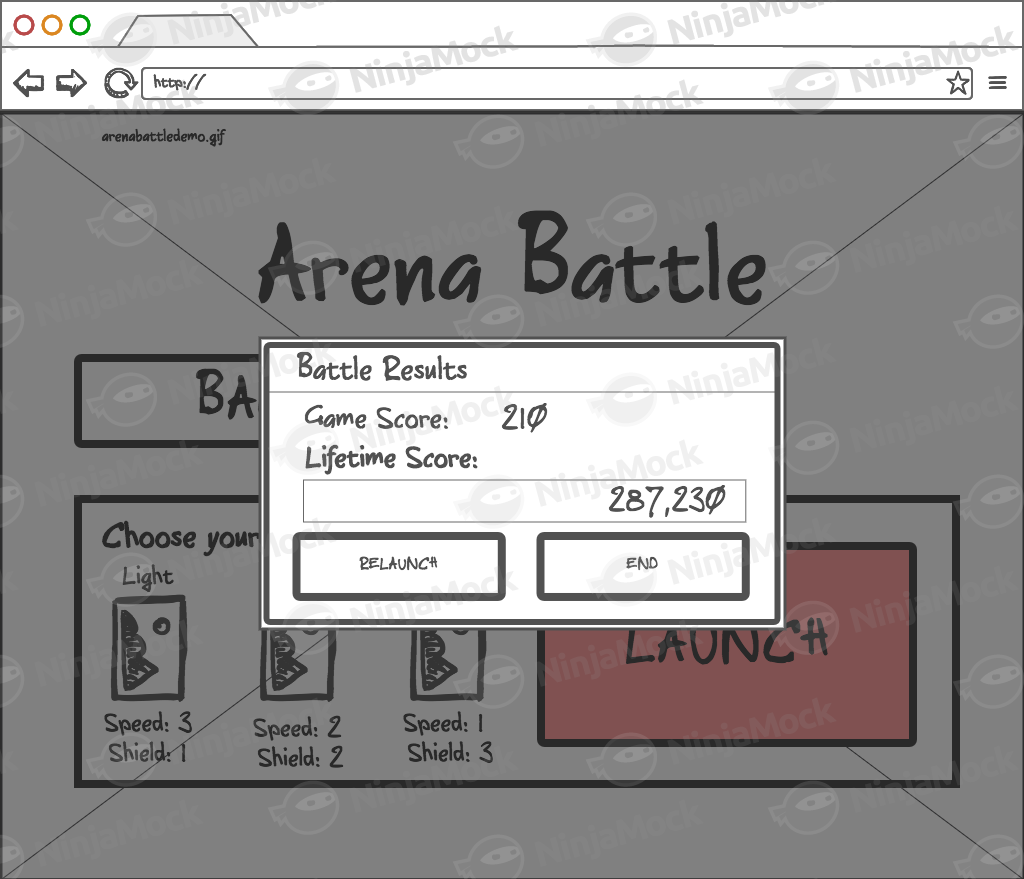 http://
arenabattledemo.gif
Arena Battle
BA
Battle Results
Game Score: 210
Lifetime Score:
287,230
RELAUNCH END
Choose your
Light
LAUNCH
Speed: 3 Speed: 2 Speed: 1
Shield: 1 Shield: 2 Shield: 3
NinjaMock